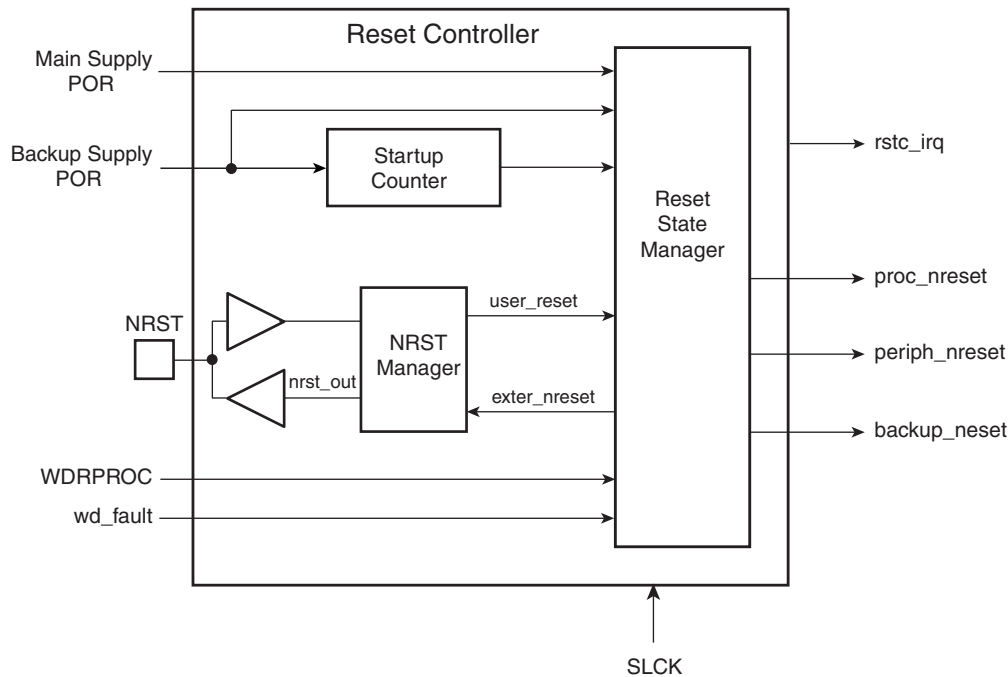 Reset Controller
Main Supply
POR
Backup Supply
POR
Startup
Counter
Reset
State
Manager
rstc_irq
proc_nreset
periph_nreset
backup_neset
NRST
NRST
Manager
user_reset
nrst_out
exter_nreset
WDRPROC
wd_fault
SLCK